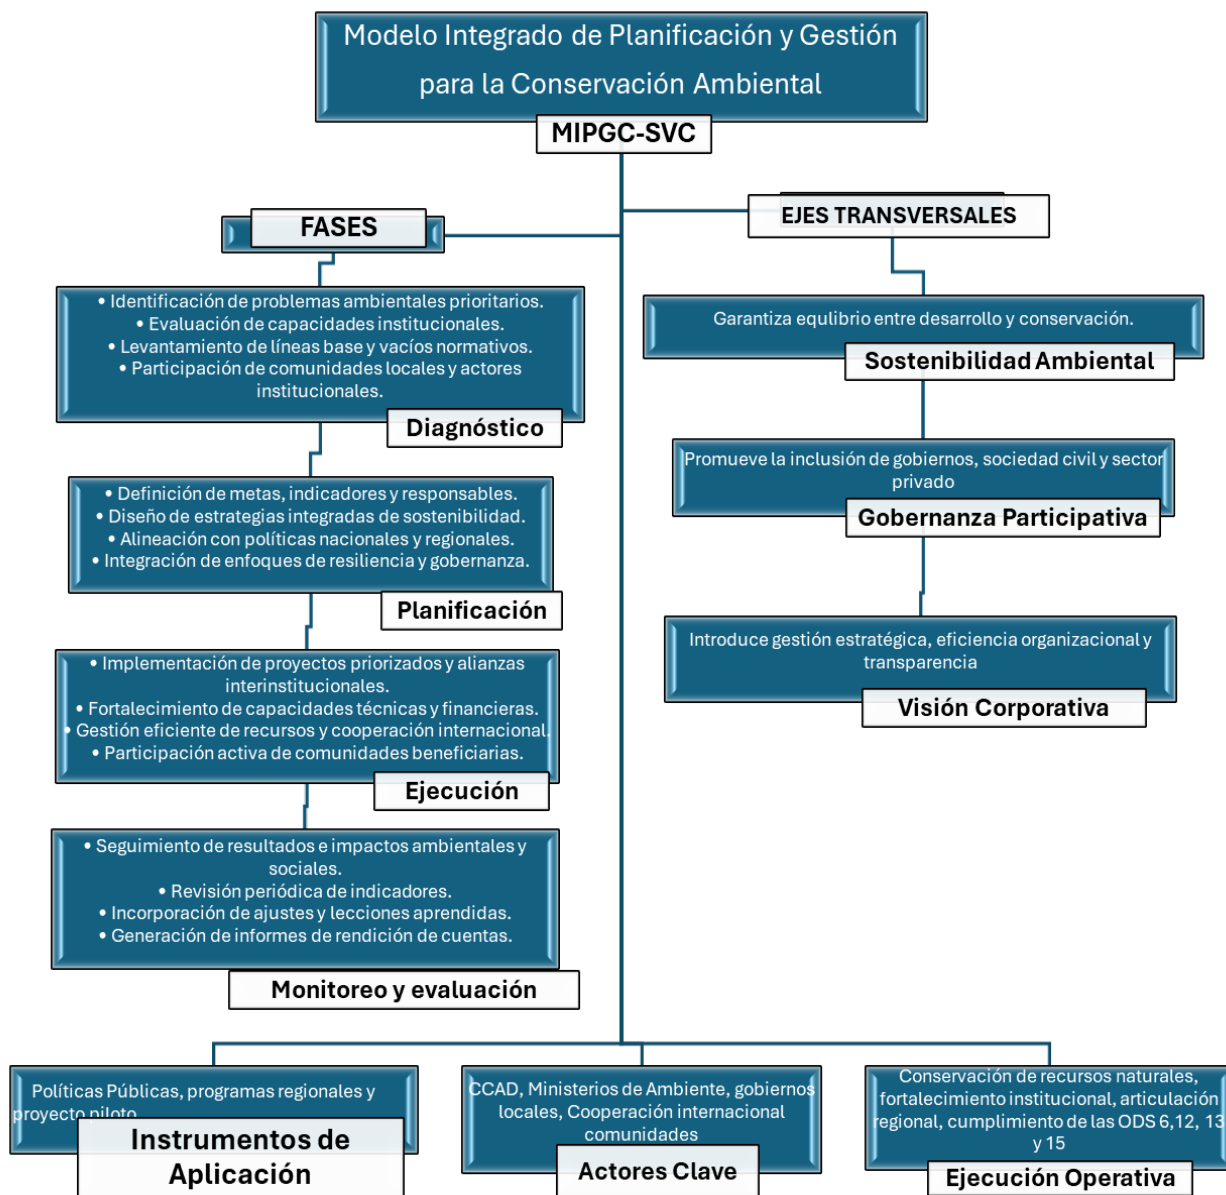 Modelo Integrado de Planificación y Gestión
para la Conservación Ambiental
MIPGC-SVC
FASES
• Identificación de problemas ambientales prioritarios.
• Evaluación de capacidades institucionales.
• Levantamiento de líneas base y vacíos normativos.
• Participación de comunidades locales y actores
institucionales.
Diagnóstico
• Definición de metas, indicadores y responsables.
• Diseño de estrategias integradas de sostenibilidad.
• Alineación con políticas nacionales y regionales.
• Integración de enfoques de resiliencia y gobernanza.
Planificación
• Implementación de proyectos priorizados y alianzas
interinstitucionales.
• Fortalecimiento de capacidades técnicas y financieras.
• Gestión eficiente de recursos y cooperación internacional.
• Participación activa de comunidades beneficiarias.
Ejecución
• Seguimiento de resultados e impactos ambientales y
sociales.
• Revisión periódica de indicadores.
• Incorporación de ajustes y lecciones aprendidas.
• Generación de informes de rendición de cuentas.
Monitoreo y evaluación
EJES TRANSVERSALES
Garantiza equlibrio entre desarrollo y conservación.
Sostenibilidad Ambiental
Promueve la inclusión de gobiernos, sociedad civil y sector
privado
Gobernanza Participativa
Introduce gestión estratégica, eficiencia organizacional y
transparencia
Visión Corporativa
Políticas Públicas, programas regionales y
proyecto piloto
Instrumentos de
Aplicación
CCAD, Ministerios de Ambiente, gobiernos
locales, Cooperación internacional
comunidades
Actores Clave
Conservación de recursos naturales,
fortalecimiento institucional, articulación
regional, cumplimiento de las ODS 6,12, 13
y 15
Ejecución Operativa